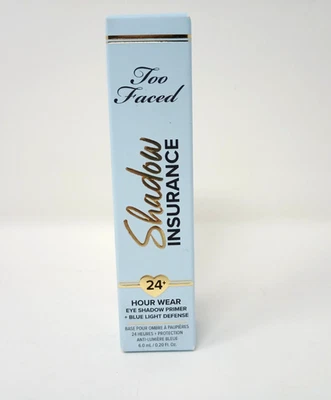 Too
Faced
Shadow
INSURANCE
24+
HOUR WEAR
EYE SHADOW PRIMER
+ BLUE LIGHT DEFENSE
BASE POUR OMBRE À PAUPIÈRES
24 HEURES + PROTECTION
ANTI-LUMIÈRE BLEUE
6.0 mL / 0.20 Fl. Oz.